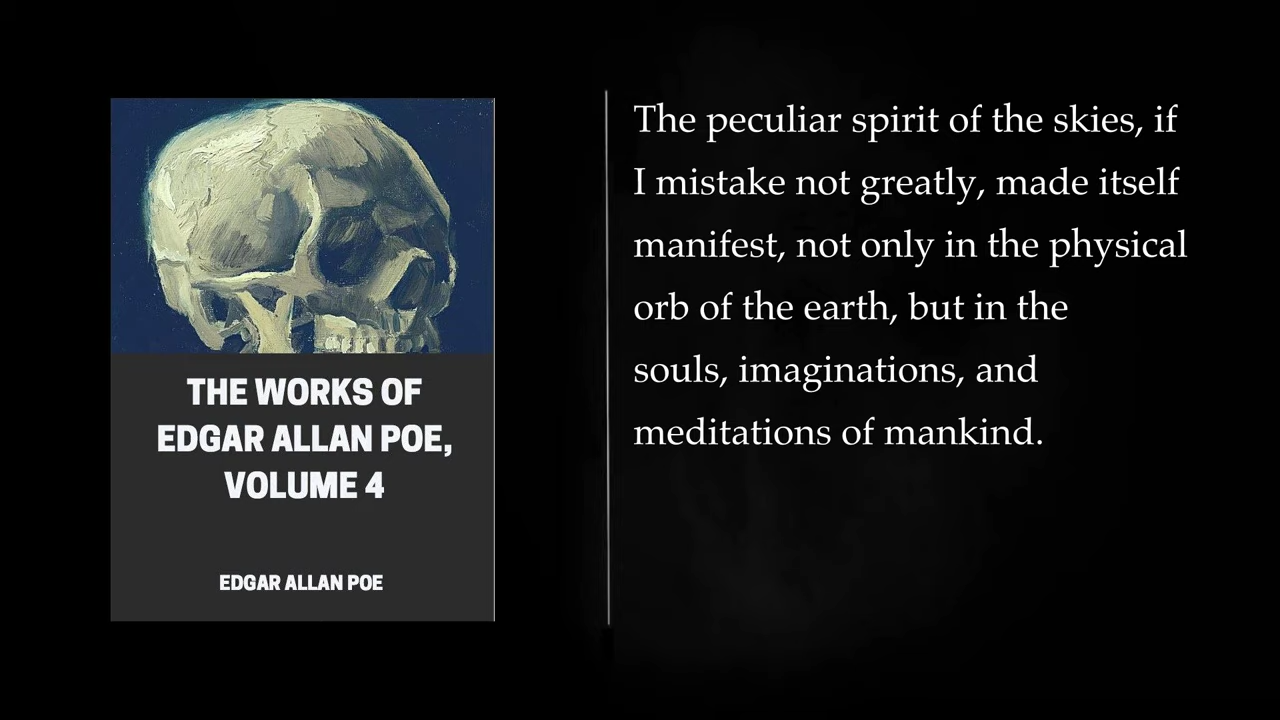 THE WORKS OF
EDGAR ALLAN POE,
VOLUME 4
EDGAR ALLAN POE
The peculiar spirit of the skies, if
I mistake not greatly, made itself
manifest, not only in the physical
orb of the earth, but in the
souls, imaginations, and
meditations of mankind.